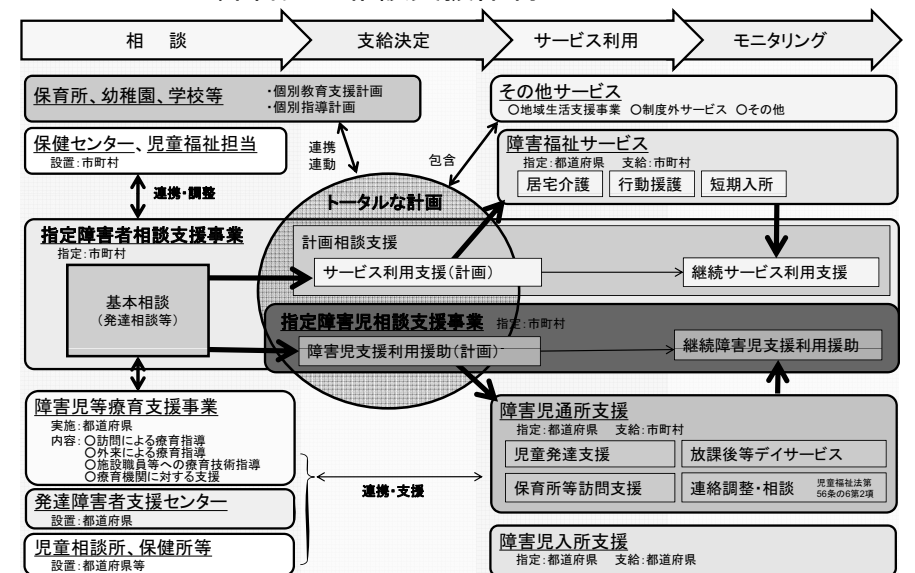 相　談
支給決定
サービス利用
モニタリング
保育所、幼稚園、学校等
・個別教育支援計画
・個別指導計画
その他サービス
〇地域生活支援事業　〇制度外サービス　〇その他
保健センター、児童福祉担当
設置：市町村
連携
連動
包含
障害福祉サービス
指定：都道府県　支給：市町村
居宅介護
行動援護
短期入所
連携・調整
トータルな計画
指定障害者相談支援事業
指定：市町村
計画相談支援
サービス利用支援（計画）
継続サービス利用支援
基本相談
（発達相談等）
指定障害児相談支援事業　指定：市町村
障害児支援利用援助（計画）
継続障害児支援利用援助
障害児等療育支援事業
実施：都道府県
内容：〇訪問による療育指導
〇外来による療育指導
〇施設職員等への療育技術指導
〇療育機関に対する支援
連携・支援
障害児通所支援
指定：都道府県　支給：市町村
児童発達支援
放課後等デイサービス
保育所等訪問支援
連絡調整・相談
児童福祉法第
56条の6第2項
発達障害者支援センター
設置：都道府県
児童相談所、保健所等
設置：都道府県等
障害児入所支援
指定：都道府県　支給：都道府県